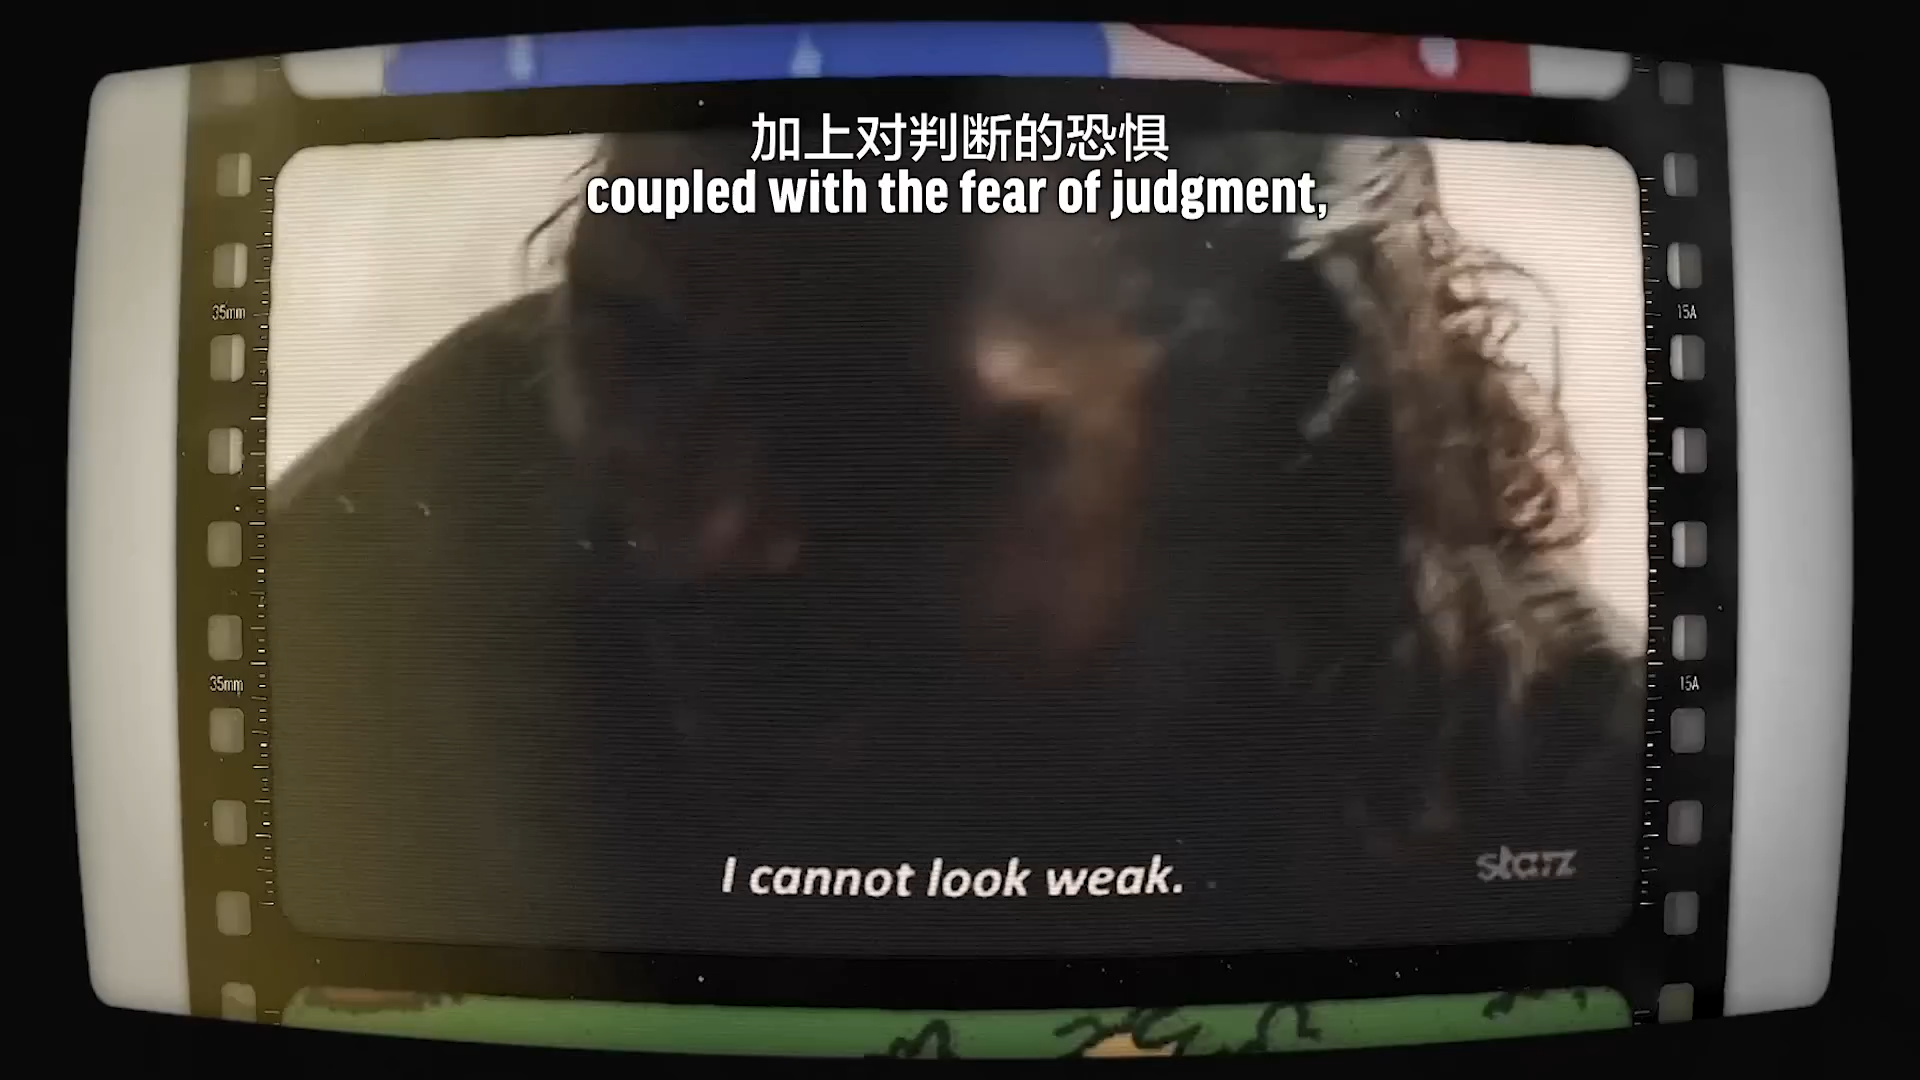 加上对判断的恐惧
coupled with the fear of judgment,
35mm
15A
35mm
15A
I cannot look weak.
starz